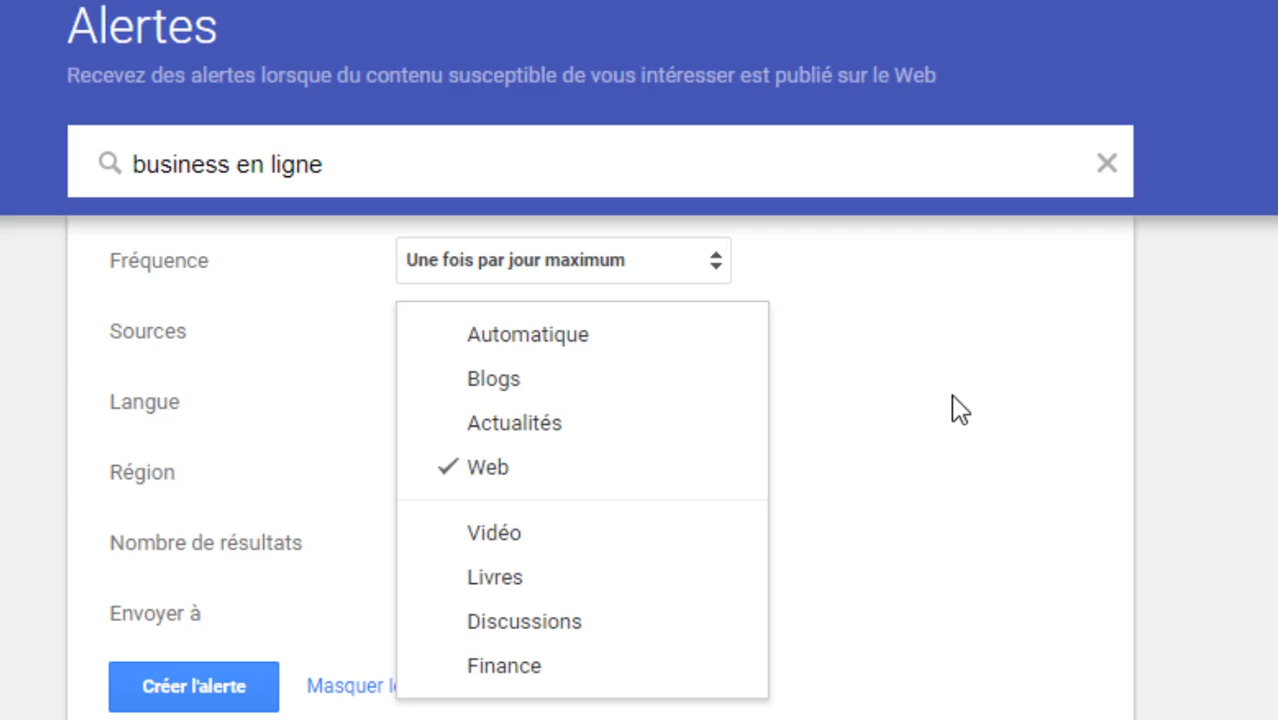 Alertes
Recevez des alertes lorsque du contenu susceptible de vous intéresser est publié sur le Web
business en ligne
Fréquence
Une fois par jour maximum
Sources
Automatique
Blogs
Langue
Actualités
Région
Web
Vidéo
Nombre de résultats
Livres
Envoyer à
Discussions
Finance
Créer l'alerte
Masquer